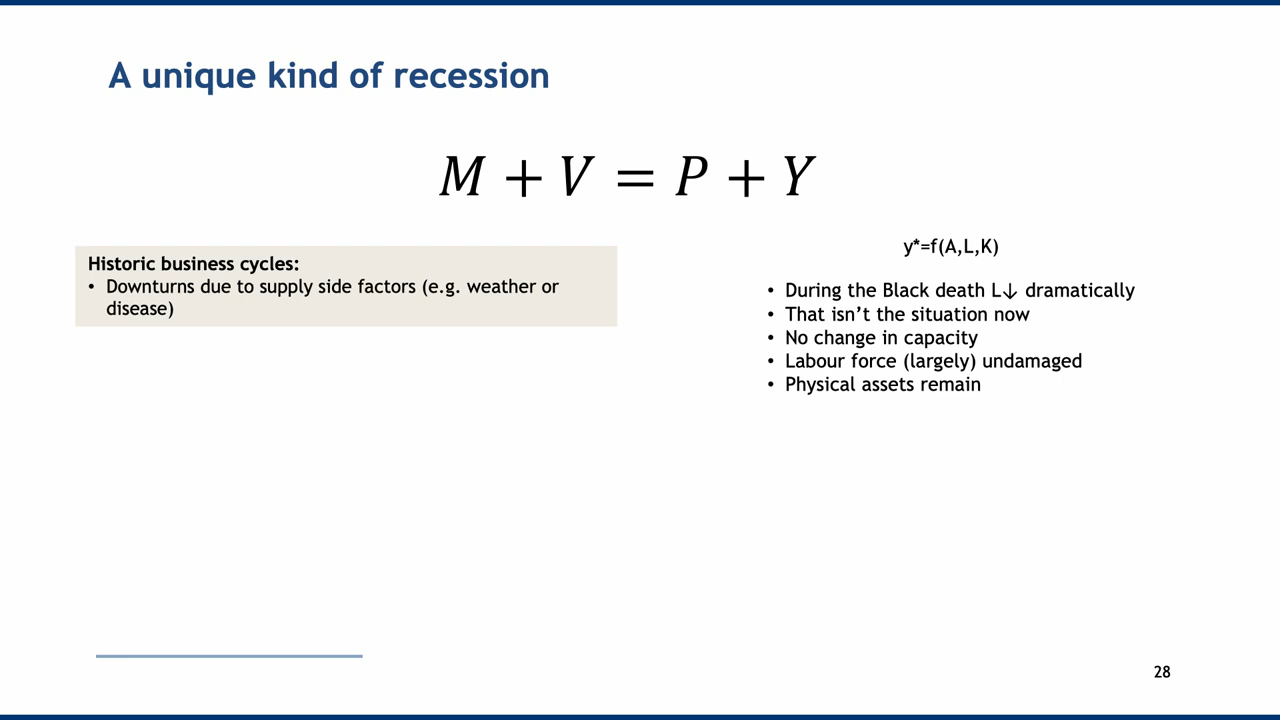 A unique kind of recession
M + V = P + Y
Historic business cycles:
• Downturns due to supply side factors (e.g. weather or
disease)
y*=f(A,L,K)
• During the Black death L↓ dramatically
• That isn’t the situation now
• No change in capacity
• Labour force (largely) undamaged
• Physical assets remain
28